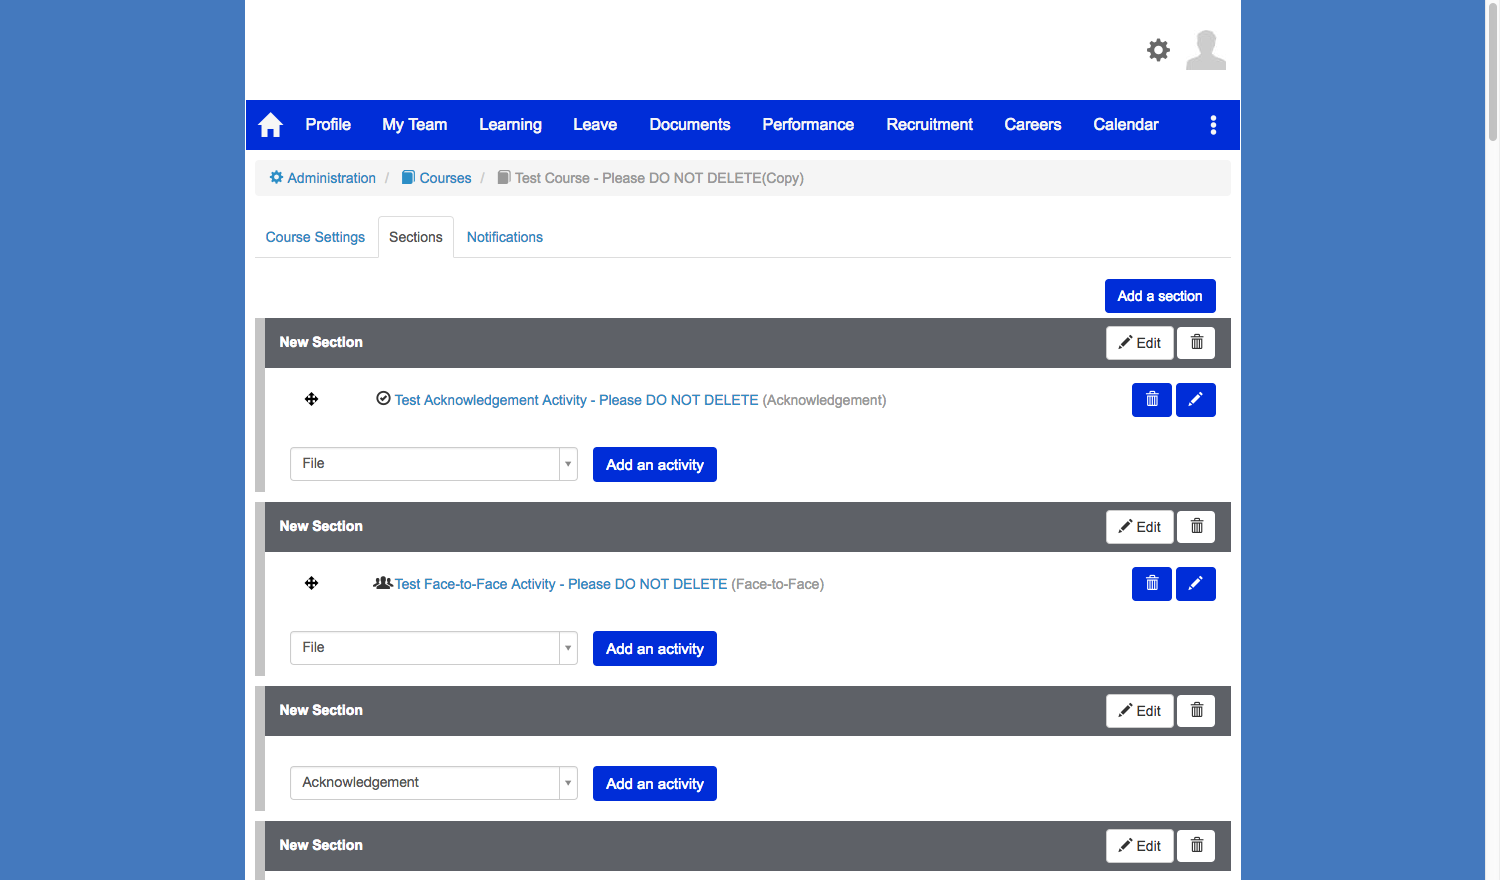 Profile My Team Learning Leave Documents Performance Recruitment Careers Calendar
Administration / Courses / Test Course - Please DO NOT DELETE(Copy)
Course Settings Sections Notifications
Add a section
New Section Edit
Test Acknowledgement Activity - Please DO NOT DELETE (Acknowledgement)
File Add an activity
New Section Edit
Test Face-to-Face Activity - Please DO NOT DELETE (Face-to-Face)
File Add an activity
New Section Edit
Acknowledgement Add an activity
New Section Edit